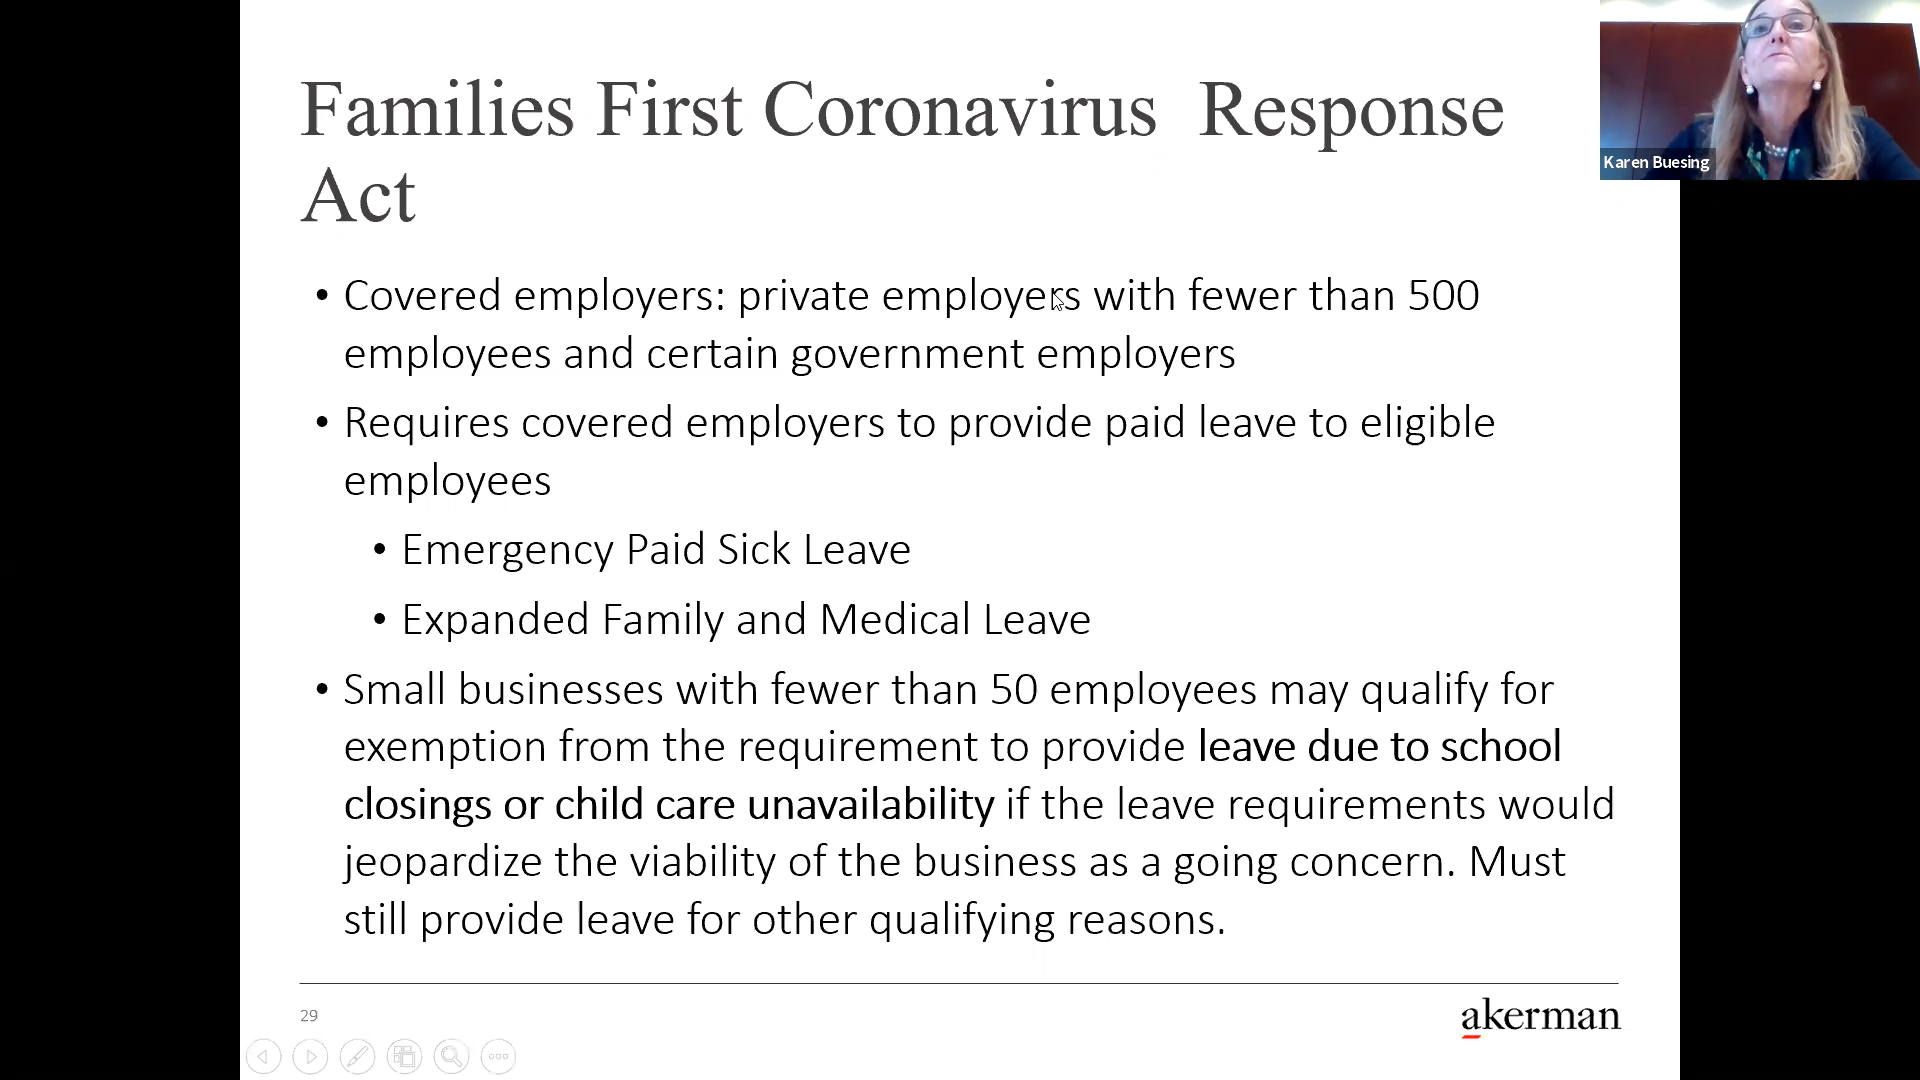 Families First Coronavirus  Response
Act
Karen Buesing
• Covered employers: private employers with fewer than 500
employees and certain government employers
• Requires covered employers to provide paid leave to eligible
employees
• Emergency Paid Sick Leave
• Expanded Family and Medical Leave
• Small businesses with fewer than 50 employees may qualify for
exemption from the requirement to provide leave due to school
closings or child care unavailability if the leave requirements would
jeopardize the viability of the business as a going concern. Must
still provide leave for other qualifying reasons.
29
akerman